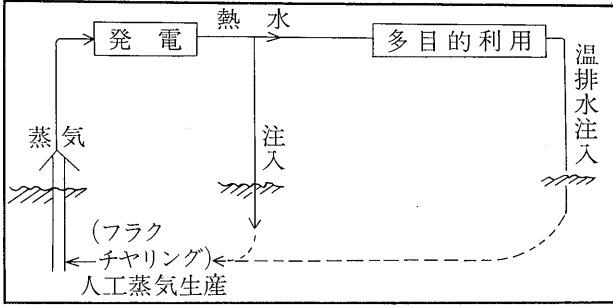 熱水
発電
多目的利用
温排水注入
蒸気
注入
(フラク
チヤリング)
人工蒸気生産